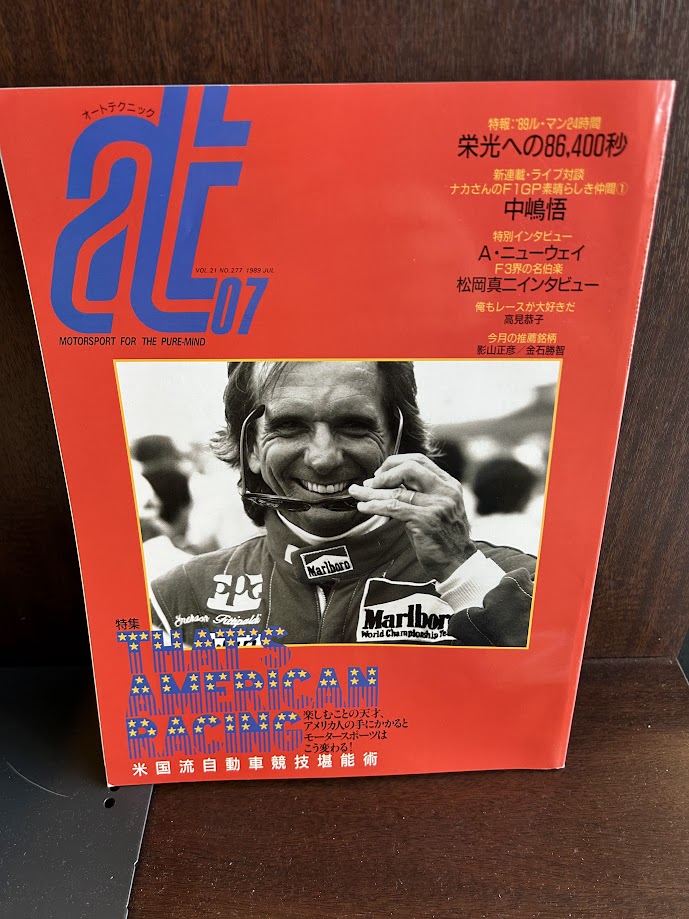 オートテクニック
at
VOL.21 NO.277 1989 JUL
07
MOTORSPORT FOR THE PURE-MIND
特報:'89ル・マン24時間
栄光への86,400秒
新連載・ライブ対談
ナカさんのF1GP素晴らしき仲間①
中嶋悟
特別インタビュー
A・ニューウェイ
F3界の名伯楽
松岡真二インタビュー
俺もレースが大好きだ
高見恭子
今月の推薦銘柄
影山正彦/金石勝智
Marlboro
ppg
Emerson Fittipaldi
Marlbor
World Championship Te
特集
THAT'S
AMERICAN
RACING
楽しむことの天才、
アメリカ人の手にかかると
モータースポーツは
こう変わる!
米国流自動車競技堪能術